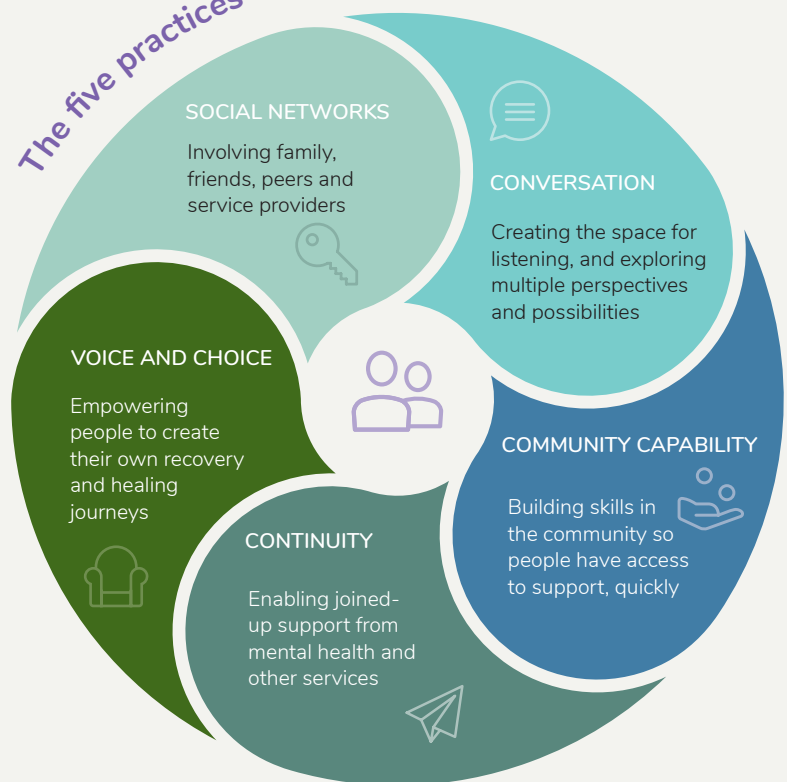 The five practices
SOCIAL NETWORKS
Involving family,
friends, peers and
service providers
CONVERSATION
Creating the space for
listening, and exploring
multiple perspectives
and possibilities
VOICE AND CHOICE
Empowering
people to create
their own recovery
and healing
journeys
COMMUNITY CAPABILITY
Building skills in
the community so
people have access
to support, quickly
CONTINUITY
Enabling joined-
up support from
mental health and
other services